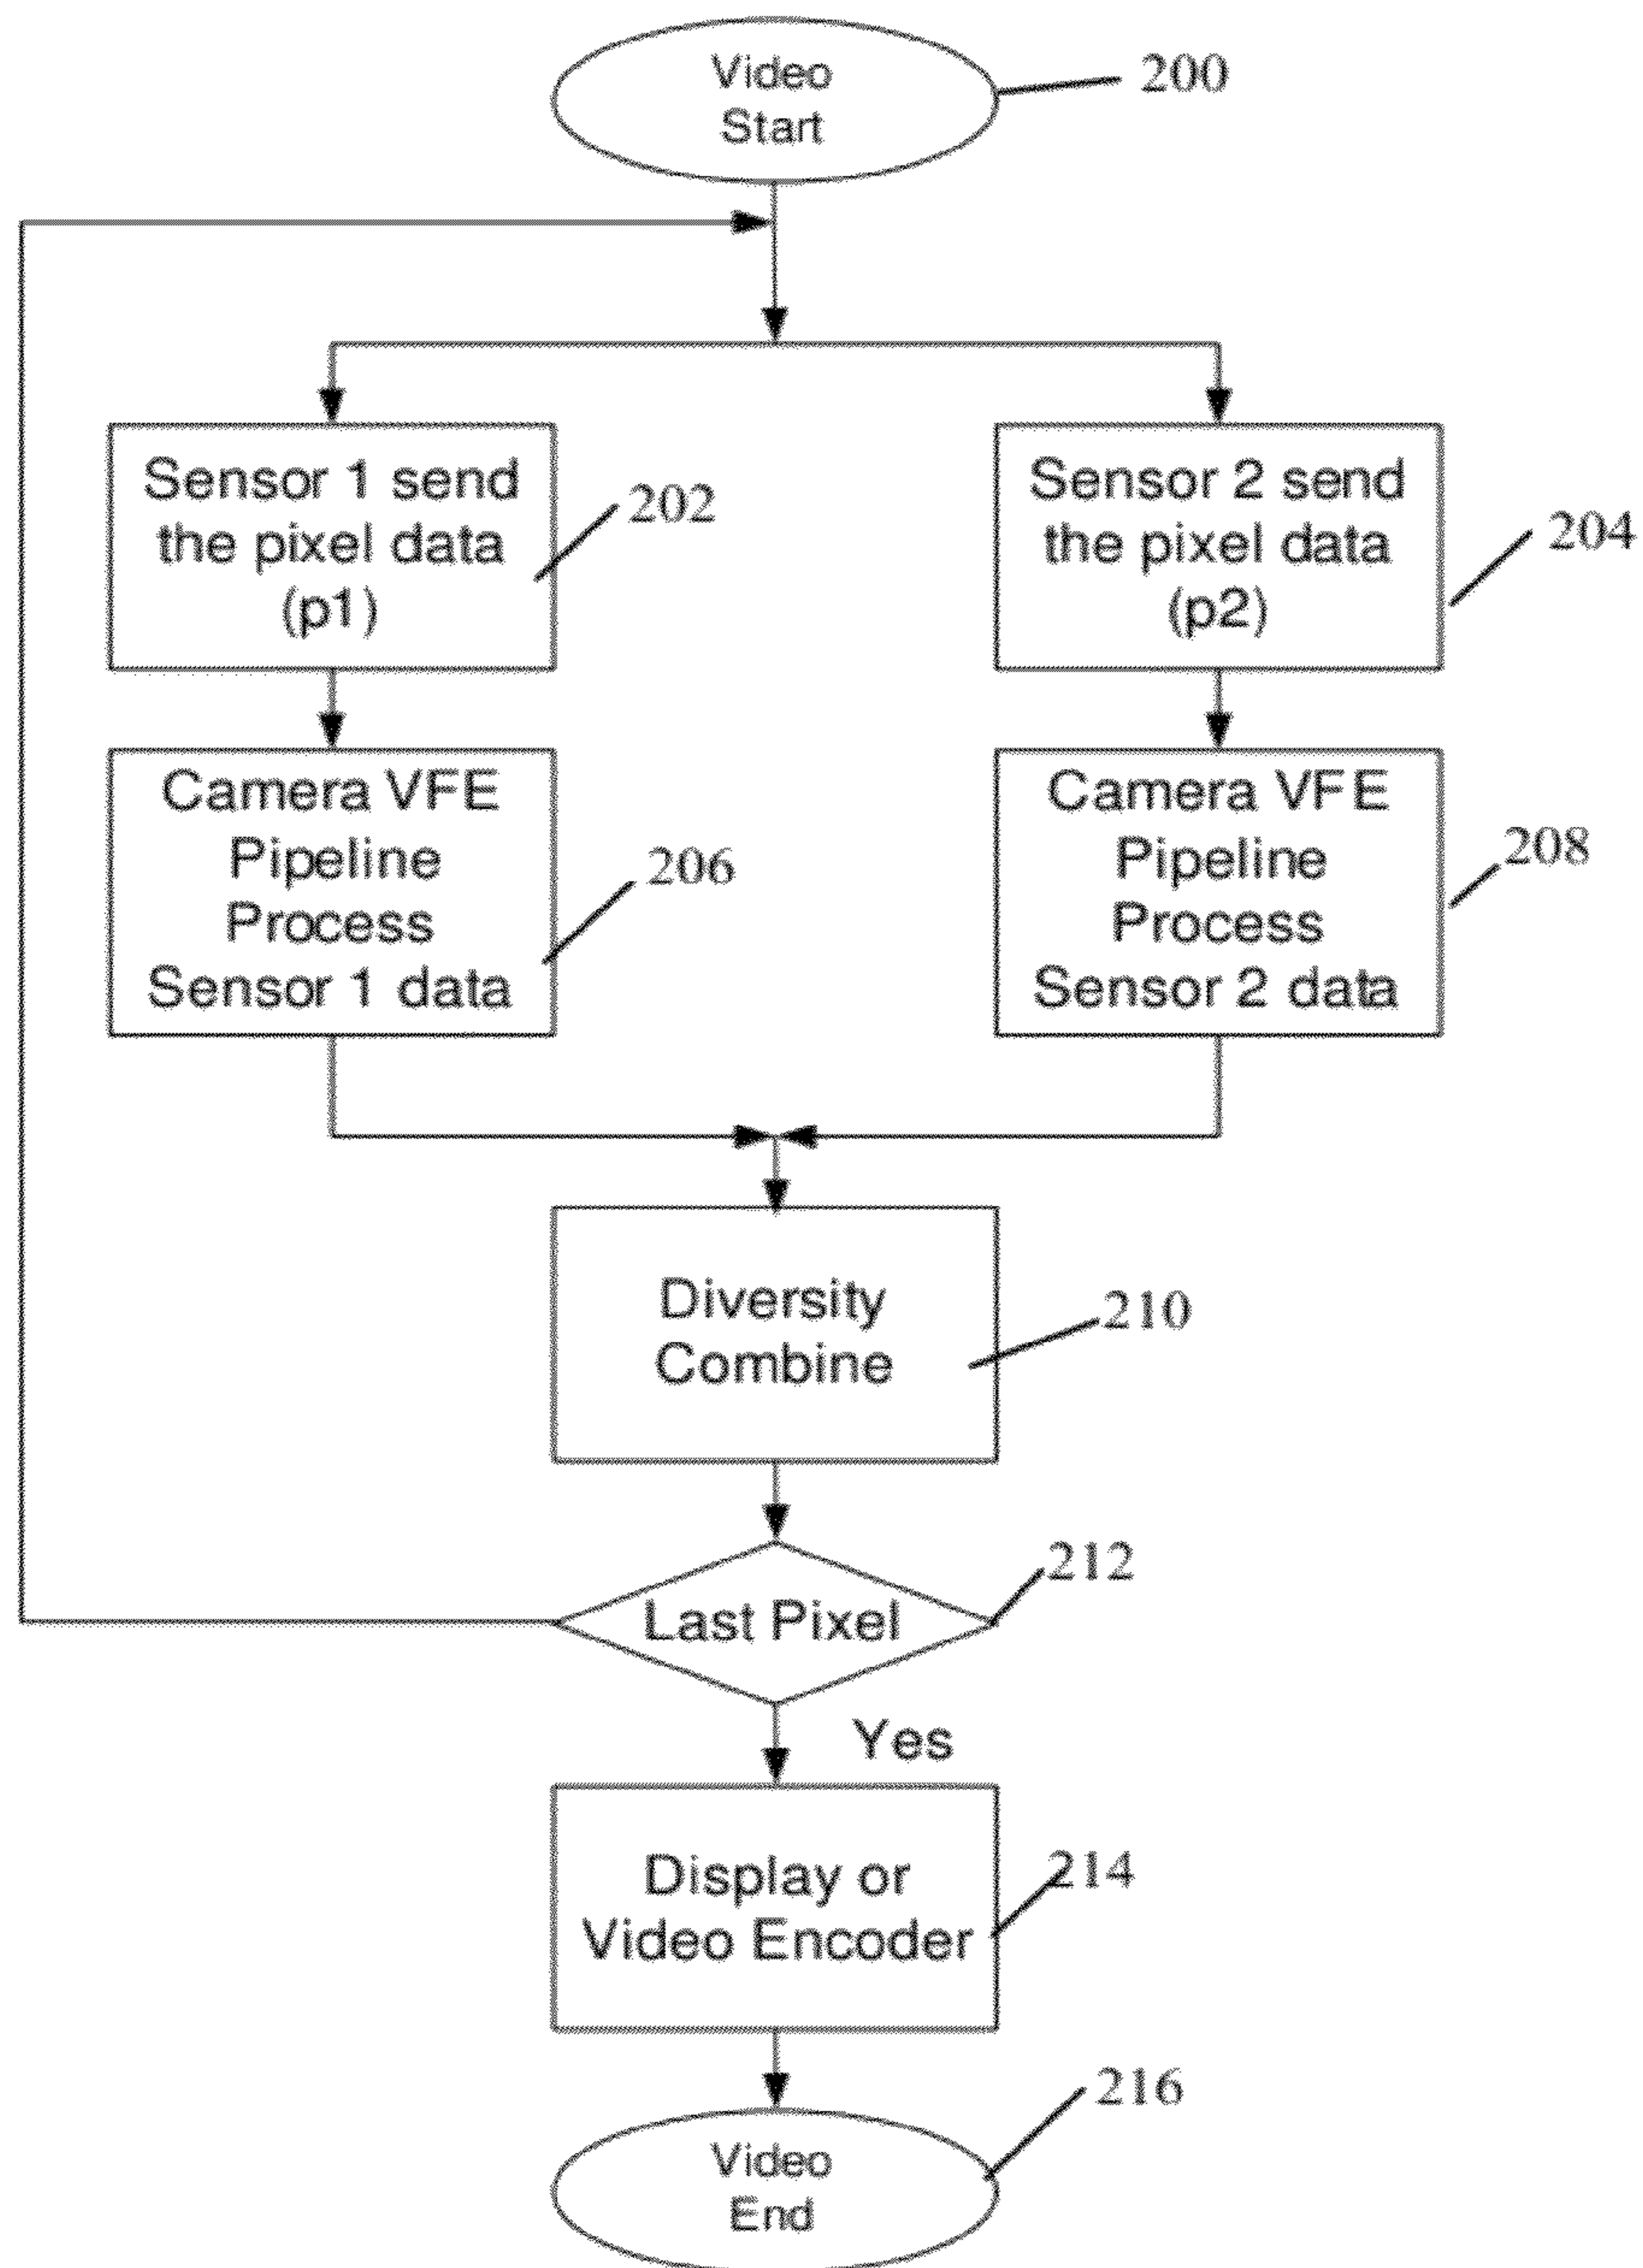 Video
Start
200
Sensor 1 send
the pixel data
(p1)
202
Sensor 2 send
the pixel data
(p2)
204
Camera VFE
Pipeline
Process
Sensor 1 data
206
Camera VFE
Pipeline
Process
Sensor 2 data
208
Diversity
Combine
210
Last Pixel
212
Yes
Display or
Video Encoder
214
Video
End
216